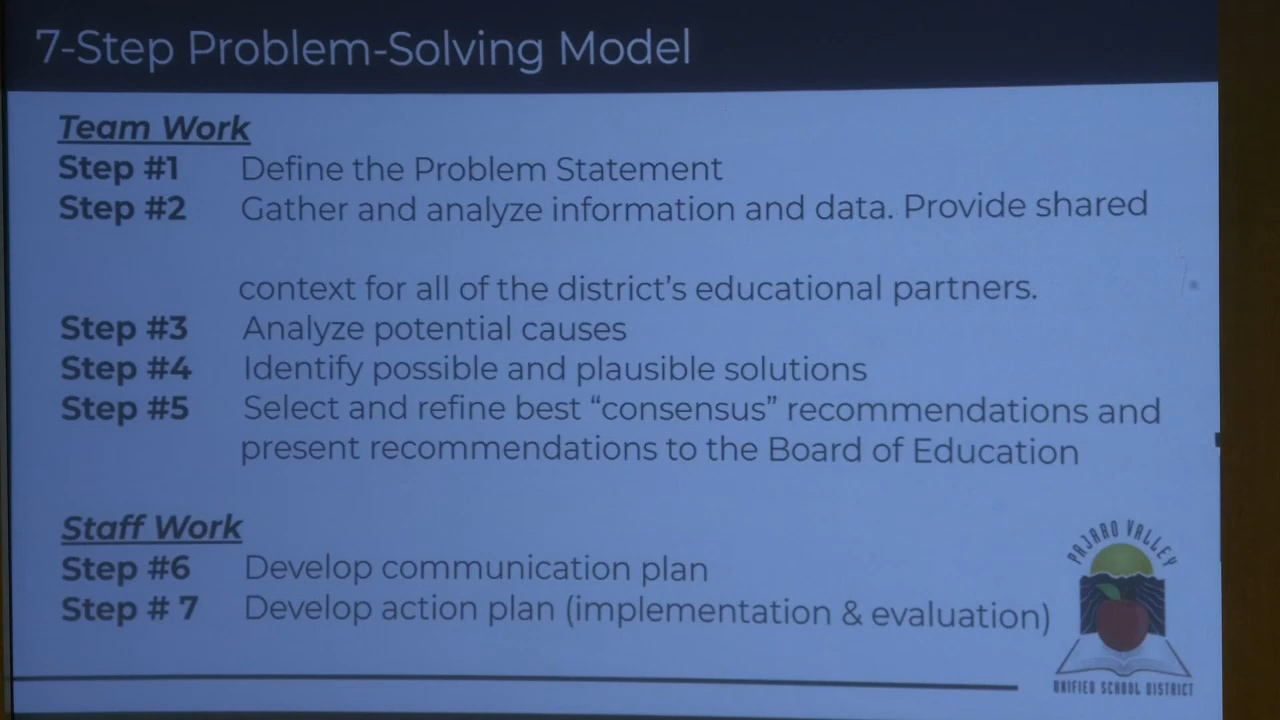 7-Step Problem-Solving Model
Team Work
Step #1 Define the Problem Statement
Step #2 Gather and analyze information and data. Provide shared
context for all of the district's educational partners.
Step #3 Analyze potential causes
Step #4 Identify possible and plausible solutions
Step #5 Select and refine best “consensus” recommendations and
present recommendations to the Board of Education
Staff Work
Step #6 Develop communication plan
Step # 7 Develop action plan (implementation & evaluation)
PAJARO VALLEY
UNIFIED SCHOOL DISTRICT